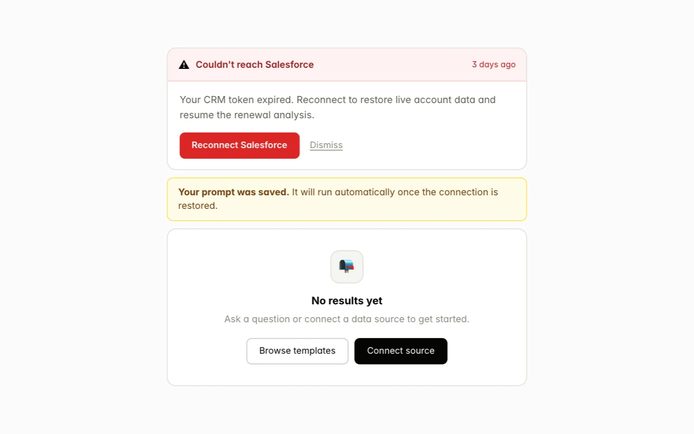 Couldn't reach Salesforce
3 days ago
Your CRM token expired. Reconnect to restore live account data and
resume the renewal analysis.
Reconnect Salesforce
Dismiss
Your prompt was saved. It will run automatically once the connection is
restored.
No results yet
Ask a question or connect a data source to get started.
Browse templates
Connect source